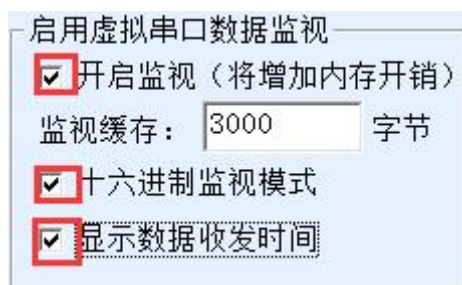 启用虚拟串口数据监视
开启监视（将增加内存开销）
监视缓存： 3000 字节
十六进制监视模式
显示数据收发时间